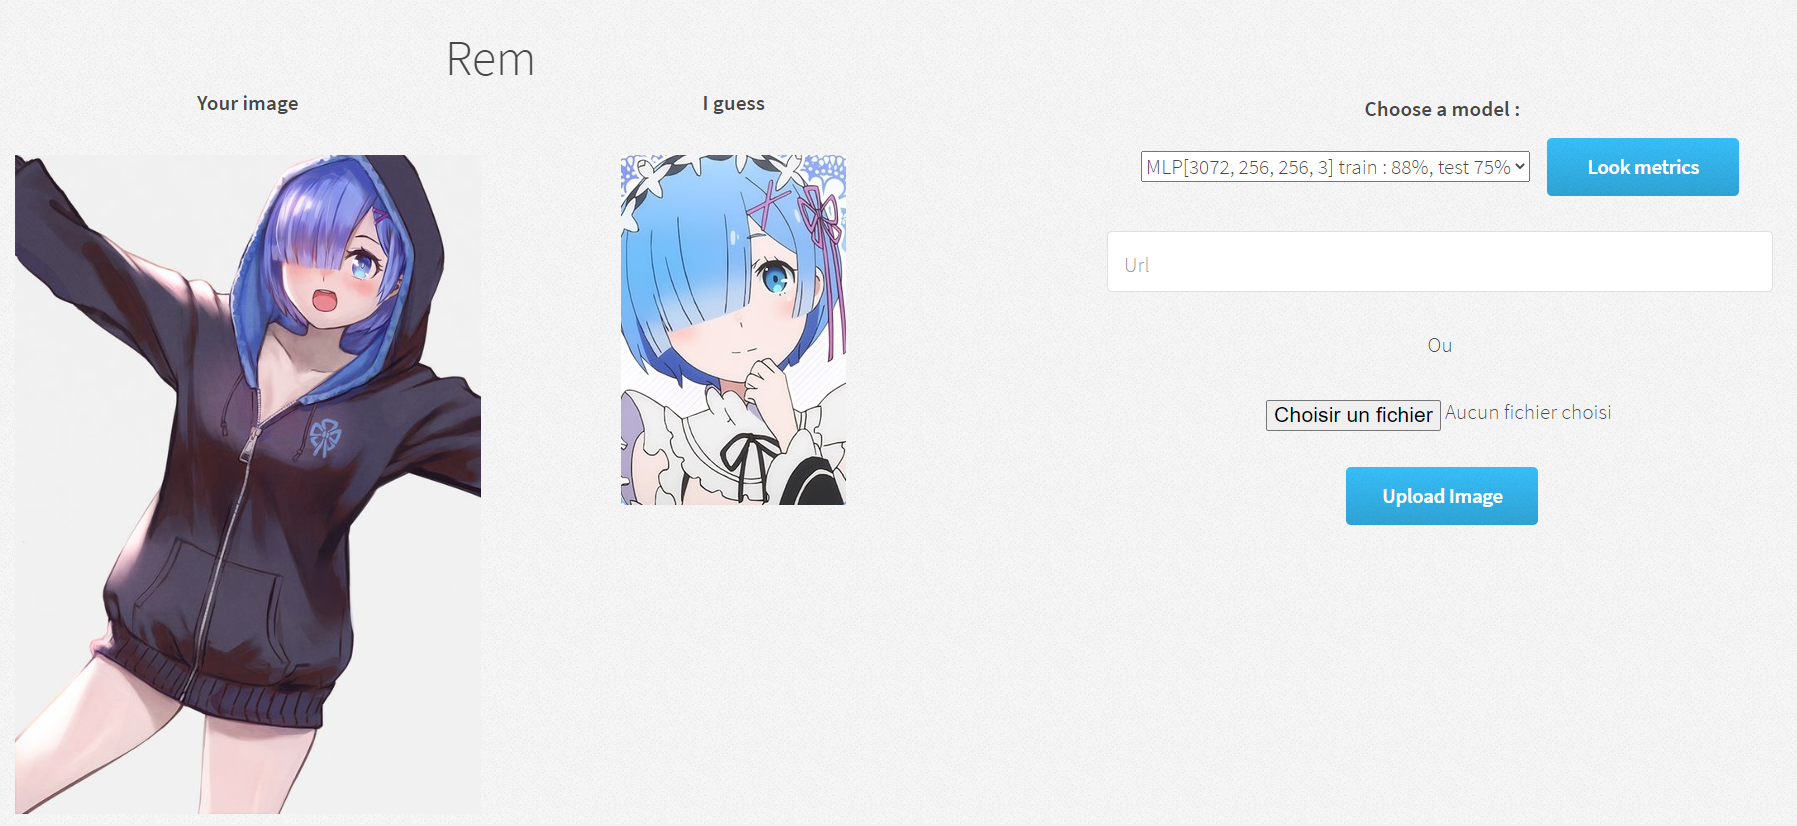 Rem
Your image
I guess
Choose a model :
MLP[3072, 256, 256, 3] train : 88%, test 75%
Look metrics
Url
Ou
Choisir un fichier Aucun fichier choisi
Upload Image